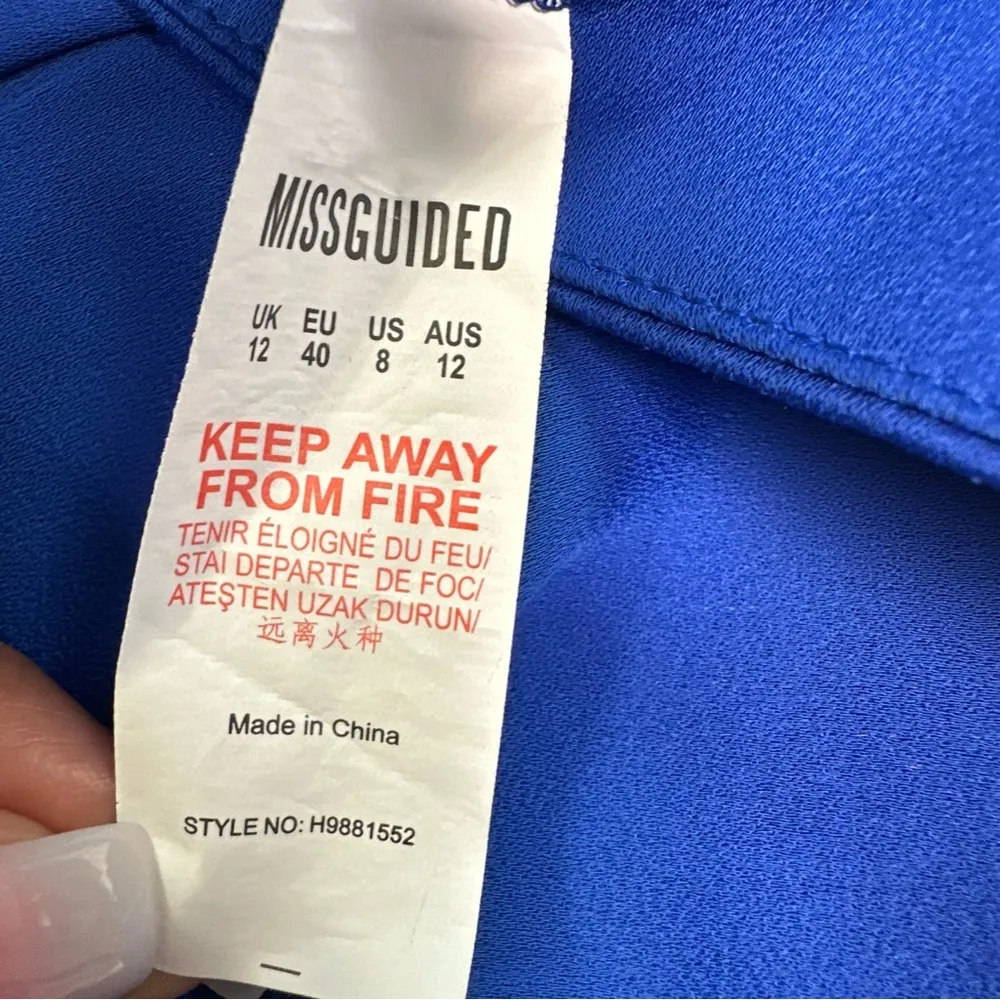 MISSGUIDED
UK EU US AUS
12 40 8 12
KEEP AWAY
FROM FIRE
TENIR ÉLOIGNÉ DU FEU/
STAI DEPARTE DE FOC/
ATEŞTEN UZAK DURUN/
远离火种
Made in China
STYLE NO: H9881552